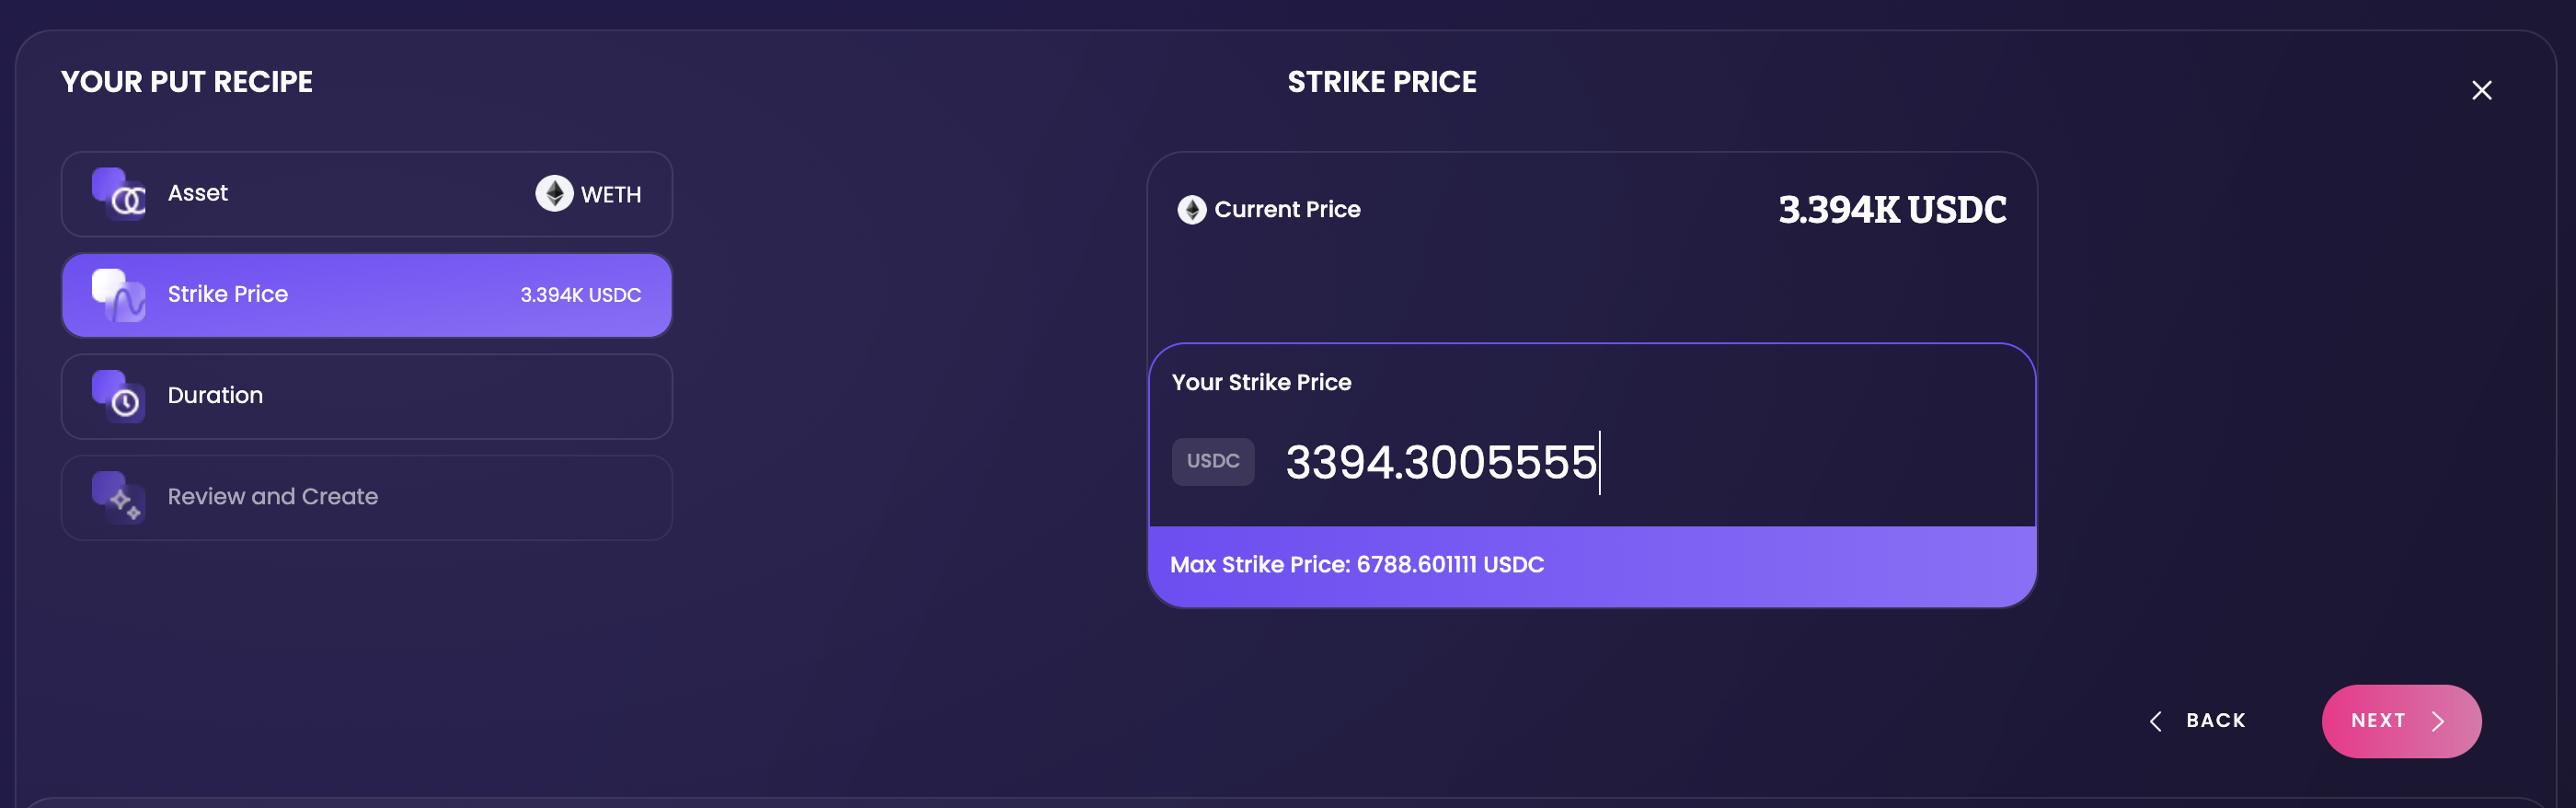 YOUR PUT RECIPE
Asset
WETH
Strike Price
3.394K USDC
Duration
Review and Create
STRIKE PRICE
Current Price
3.394K USDC
Your Strike Price
USDC
3394.3005555
Max Strike Price: 6788.601111 USDC
BACK
NEXT